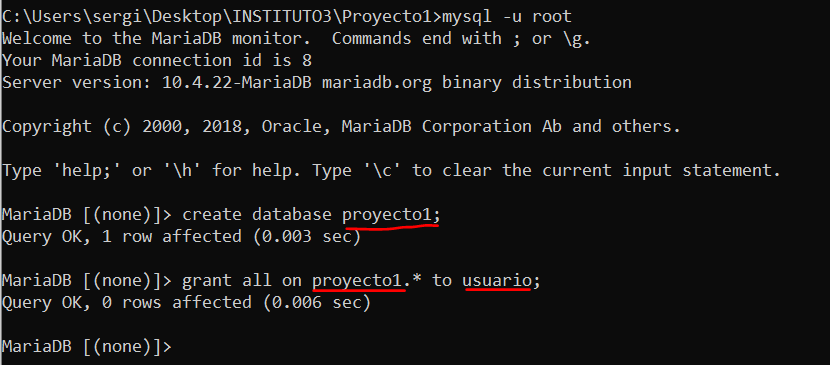 C:\Users\sergi\Desktop\INSTITUTO3\Proyecto1>mysql -u root
Welcome to the MariaDB monitor.  Commands end with ; or \g.
Your MariaDB connection id is 8
Server version: 10.4.22-MariaDB mariadb.org binary distribution
Copyright (c) 2000, 2018, Oracle, MariaDB Corporation Ab and others.
Type 'help;' or '\h' for help. Type '\c' to clear the current input statement.
MariaDB [(none)]> create database proyecto1;
Query OK, 1 row affected (0.003 sec)
MariaDB [(none)]> grant all on proyecto1.* to usuario;
Query OK, 0 rows affected (0.006 sec)
MariaDB [(none)]>